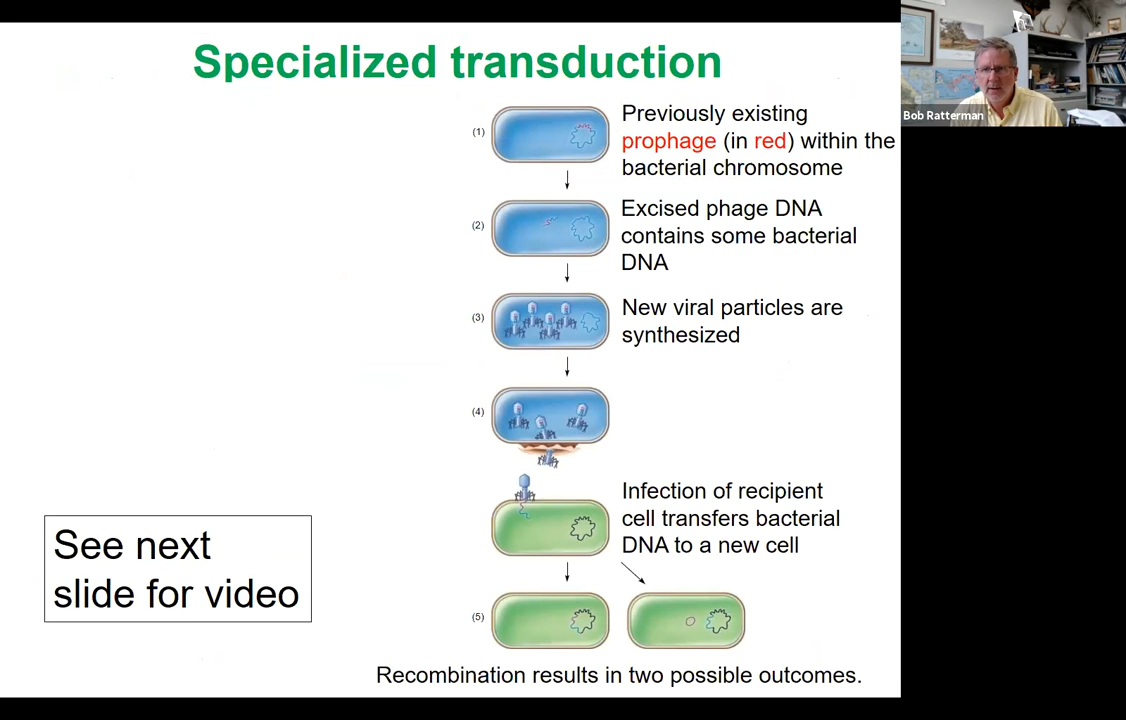 Specialized transduction
Bob Ratterman
(1)
Previously existing
prophage (in red) within the
bacterial chromosome
(2)
Excised phage DNA
contains some bacterial
DNA
(3)
New viral particles are
synthesized
(4)
Infection of recipient
cell transfers bacterial
DNA to a new cell
See next
slide for video
(5)
Recombination results in two possible outcomes.